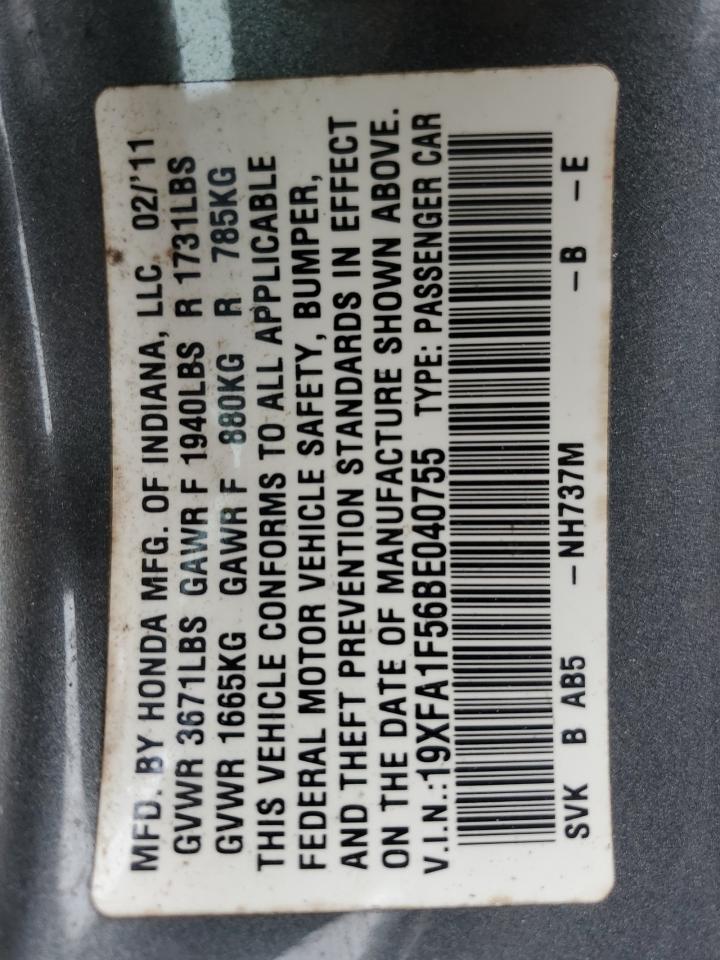 MFD. BY HONDA MFG. OF INDIANA, LLC 02/'11
GVWR 3671LBS GAWR F 1940LBS R 1731LBS
GVWR 1665KG GAWR F 880KG R 785KG
THIS VEHICLE CONFORMS TO ALL APPLICABLE
FEDERAL MOTOR VEHICLE SAFETY, BUMPER,
AND THEFT PREVENTION STANDARDS IN EFFECT
ON THE DATE OF MANUFACTURE SHOWN ABOVE.
V.I.N.:19XFA1F56BE040755 TYPE: PASSENGER CAR
SVK B AB5 –NH737M –B –E